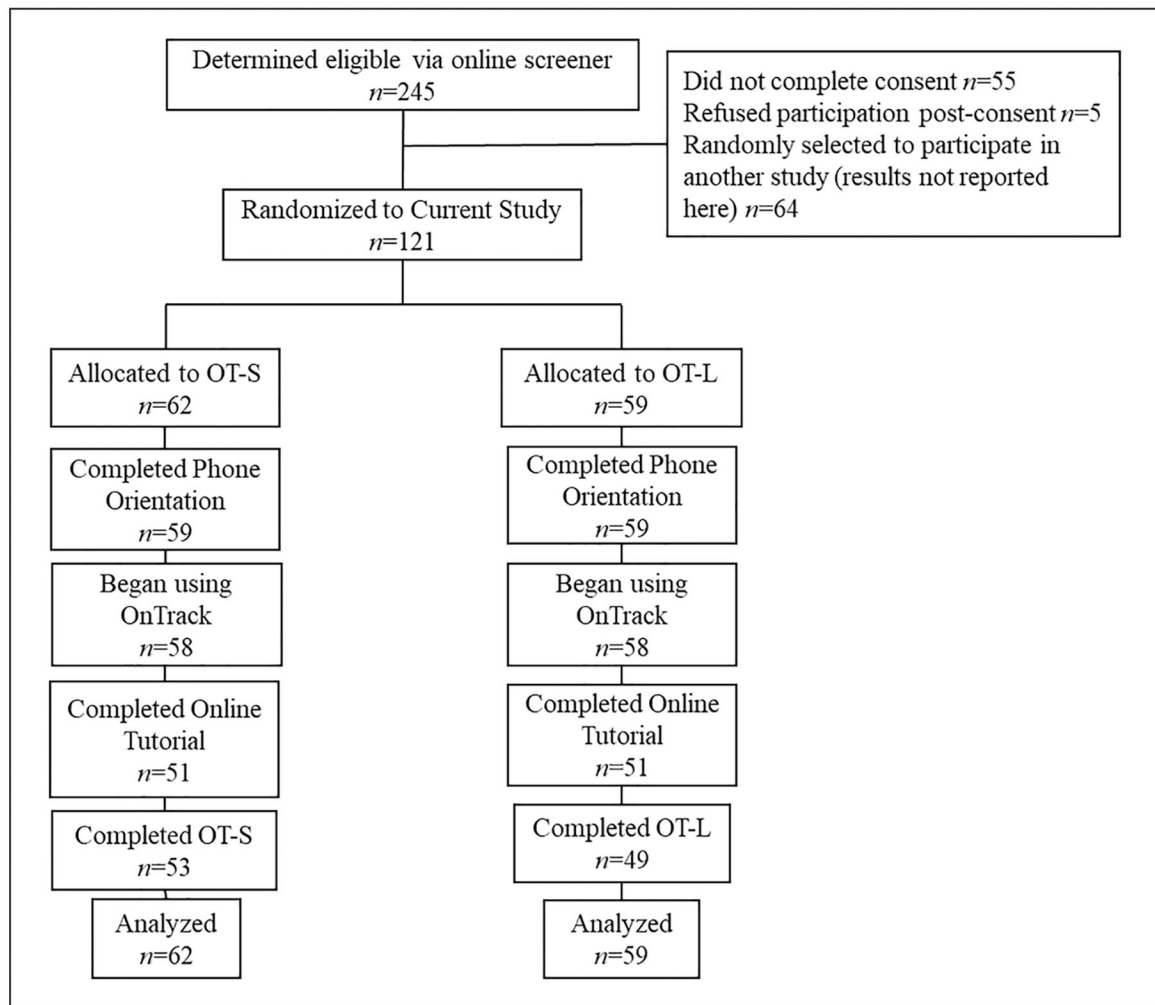 Determined eligible via online screener
n=245
Did not complete consent n=55
Refused participation post-consent n=5
Randomly selected to participate in
another study (results not reported
here) n=64
Randomized to Current Study
n=121
Allocated to OT-S
n=62
Completed Phone
Orientation
n=59
Began using
OnTrack
n=58
Completed Online
Tutorial
n=51
Completed OT-S
n=53
Analyzed
n=62
Allocated to OT-L
n=59
Completed Phone
Orientation
n=59
Began using
OnTrack
n=58
Completed Online
Tutorial
n=51
Completed OT-L
n=49
Analyzed
n=59